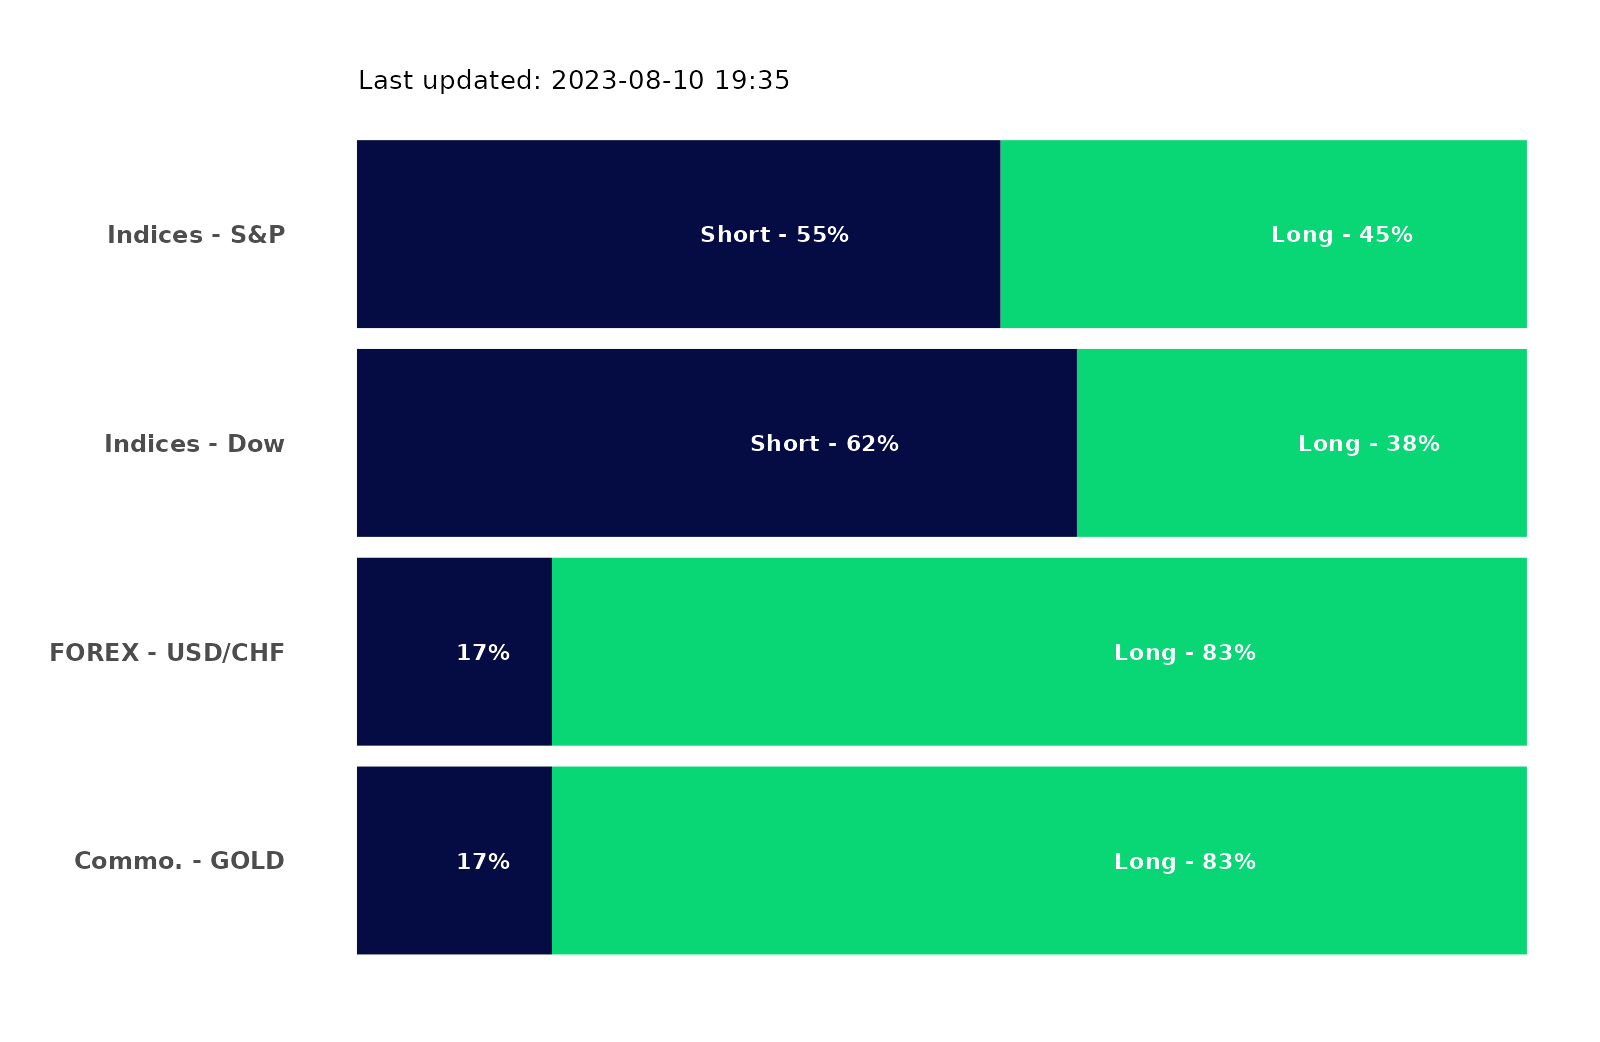 Last updated: 2023-08-10 19:35
Indices - S&P Short - 55% Long - 45%
Indices - Dow Short - 62% Long - 38%
FOREX - USD/CHF 17% Long - 83%
Commo. - GOLD 17% Long - 83%